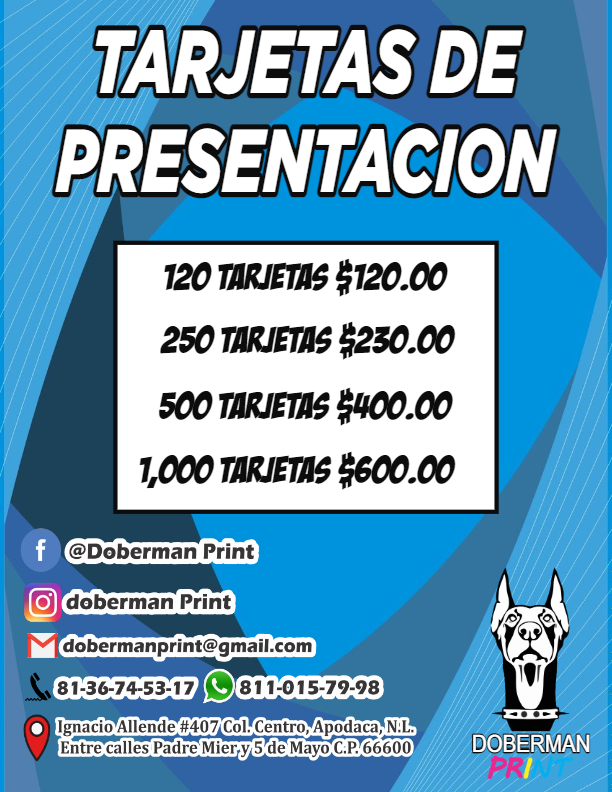 TARJETAS DE
PRESENTACION
120 TARJETAS $120.00
250 TARJETAS $230.00
500 TARJETAS $400.00
1,000 TARJETAS $600.00
@Doberman Print
doberman Print
dobermanprint@gmail.com
81-36-74-53-17 811-015-79-98
Ignacio Allende #407 Col. Centro, Apodaca, N.L.
Entre calles Padre Mier y 5 de Mayo C.P. 66600
DOBERMAN
PRINT